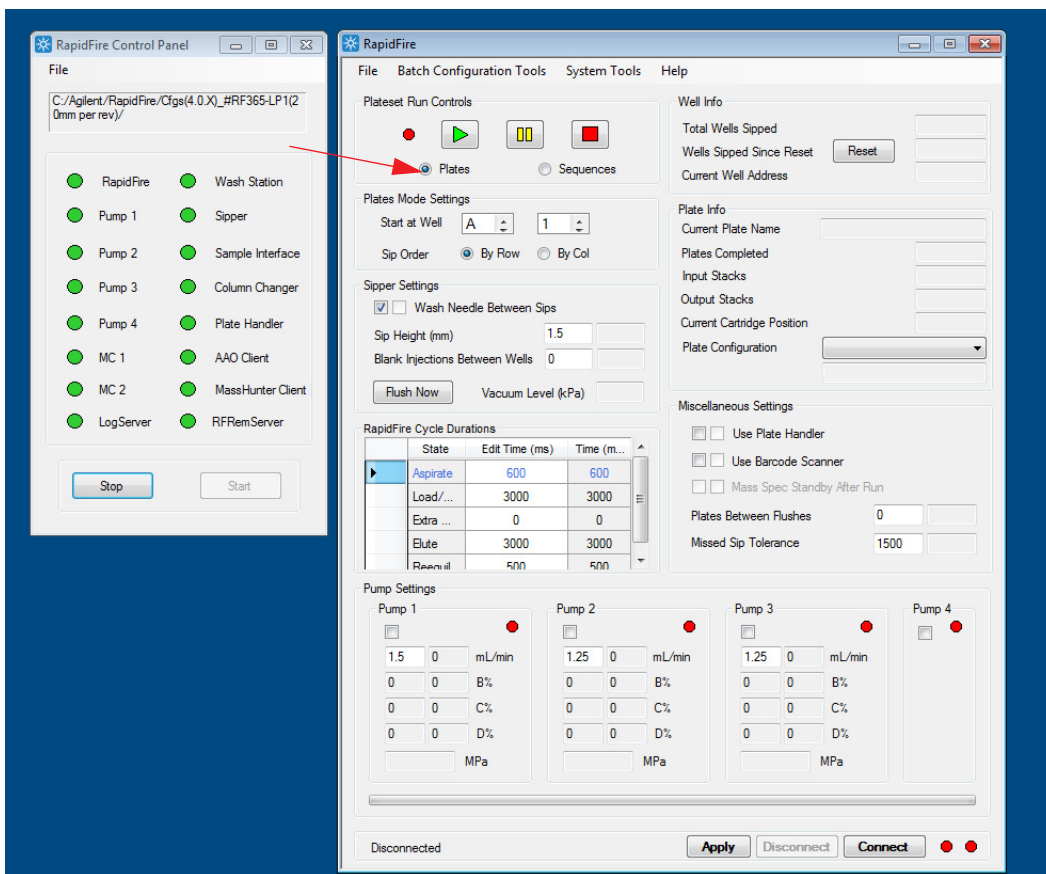 RapidFire Control Panel
File
C:/Agilent/RapidFire/Cfgs(4.0.X)_#RF365-LP1(2
0mm per rev)/
RapidFire Wash Station
Pump 1 Sipper
Pump 2 Sample Interface
Pump 3 Column Changer
Pump 4 Plate Handler
MC 1 AAO Client
MC 2 MassHunter Client
LogServer RFRemServer
Stop Start
RapidFire
File Batch Configuration Tools System Tools Help
Plateset Run Controls
Plates Sequences
Plates Mode Settings
Start at Well A 1
Sip Order By Row By Col
Sipper Settings
Wash Needle Between Sips
Sip Height (mm) 1.5
Blank Injections Between Wells 0
Flush Now Vacuum Level (kPa)
RapidFire Cycle Durations
State Edit Time (ms) Time (m...
Aspirate 600 600
Load/... 3000 3000
Extra ... 0 0
Elute 3000 3000
Reequil 500 500
Well Info
Total Wells Sipped
Wells Sipped Since Reset Reset
Current Well Address
Plate Info
Current Plate Name
Plates Completed
Input Stacks
Output Stacks
Current Cartridge Position
Plate Configuration
Miscellaneous Settings
Use Plate Handler
Use Barcode Scanner
Mass Spec Standby After Run
Plates Between Flushes 0
Missed Sip Tolerance 1500
Pump Settings
Pump 1 Pump 2 Pump 3 Pump 4
1.5 0 mL/min 1.25 0 mL/min 1.25 0 mL/min
0 0 B% 0 0 B% 0 0 B%
0 0 C% 0 0 C% 0 0 C%
0 0 D% 0 0 D% 0 0 D%
MPa MPa MPa
Disconnected Apply Disconnect Connect